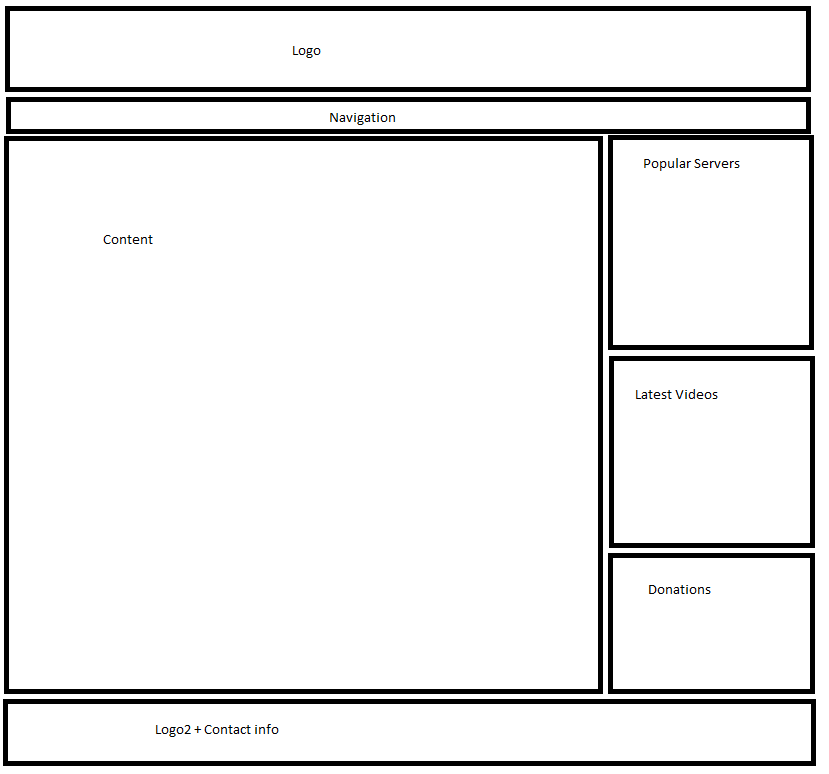 Logo
Navigation
Content
Popular Servers
Latest Videos
Donations
Logo2 + Contact info